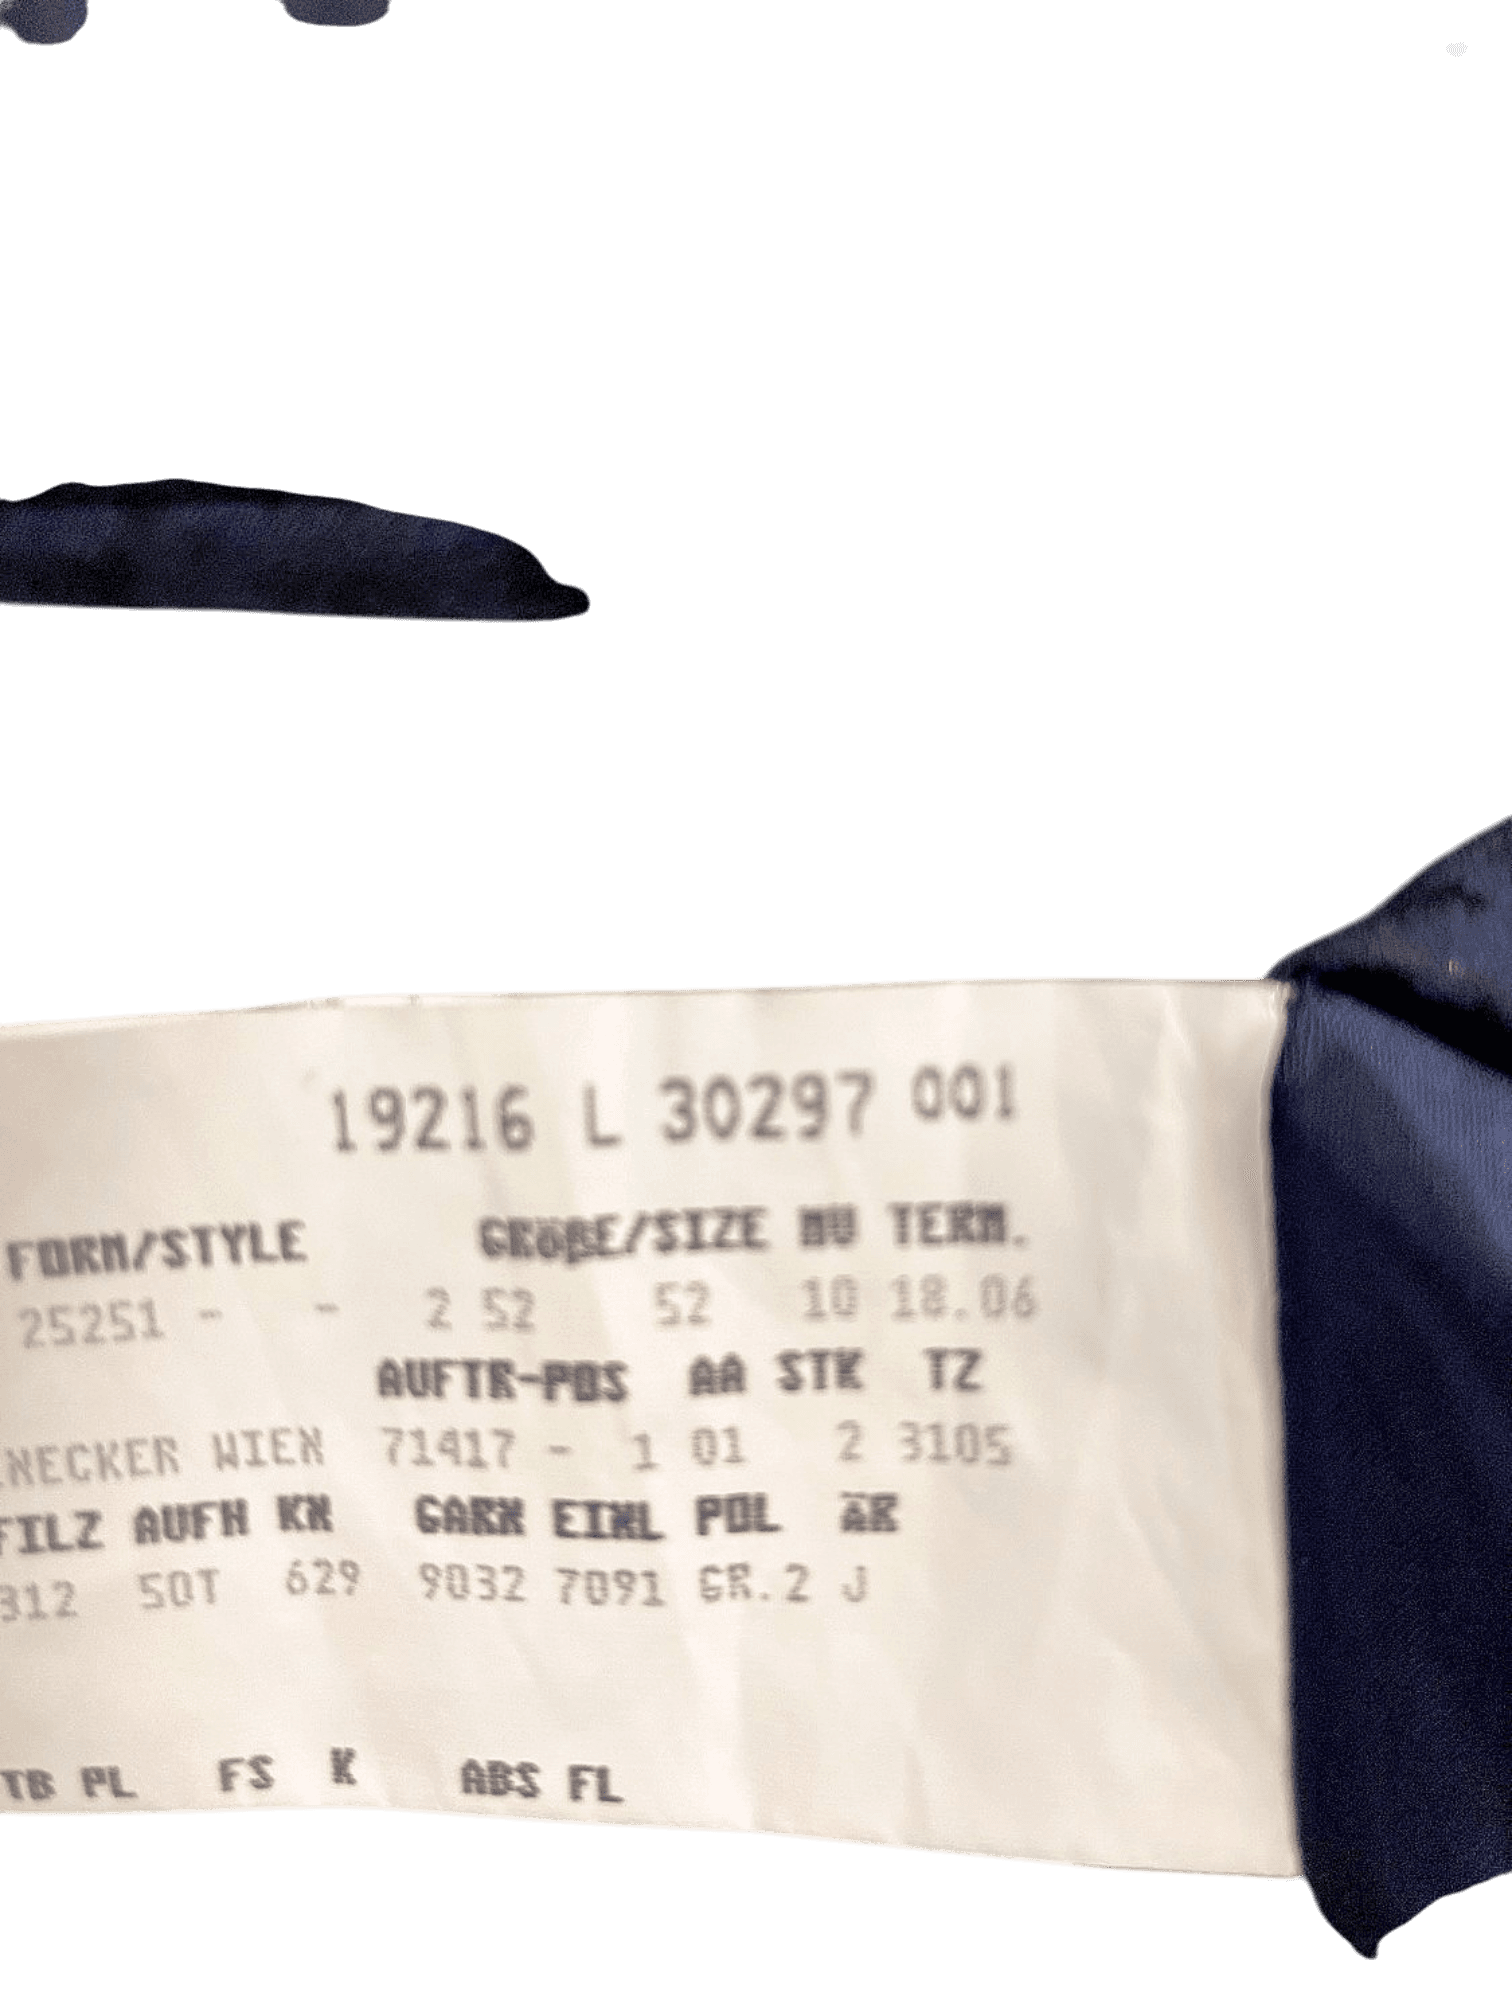 19216 L 30297 001
FORM/STYLE GRÖßE/SIZE NU TERM.
25251 - - 2 52 52 10 18.06
AUFTR-POS AA STK TZ
NECKER WIEN 71417 - 1 01 2 3105
FILZ AUFH KN GARN EINL POL ÄR
312 50T 629 9032 7091 GR.2 J
TB PL FS K ABS FL